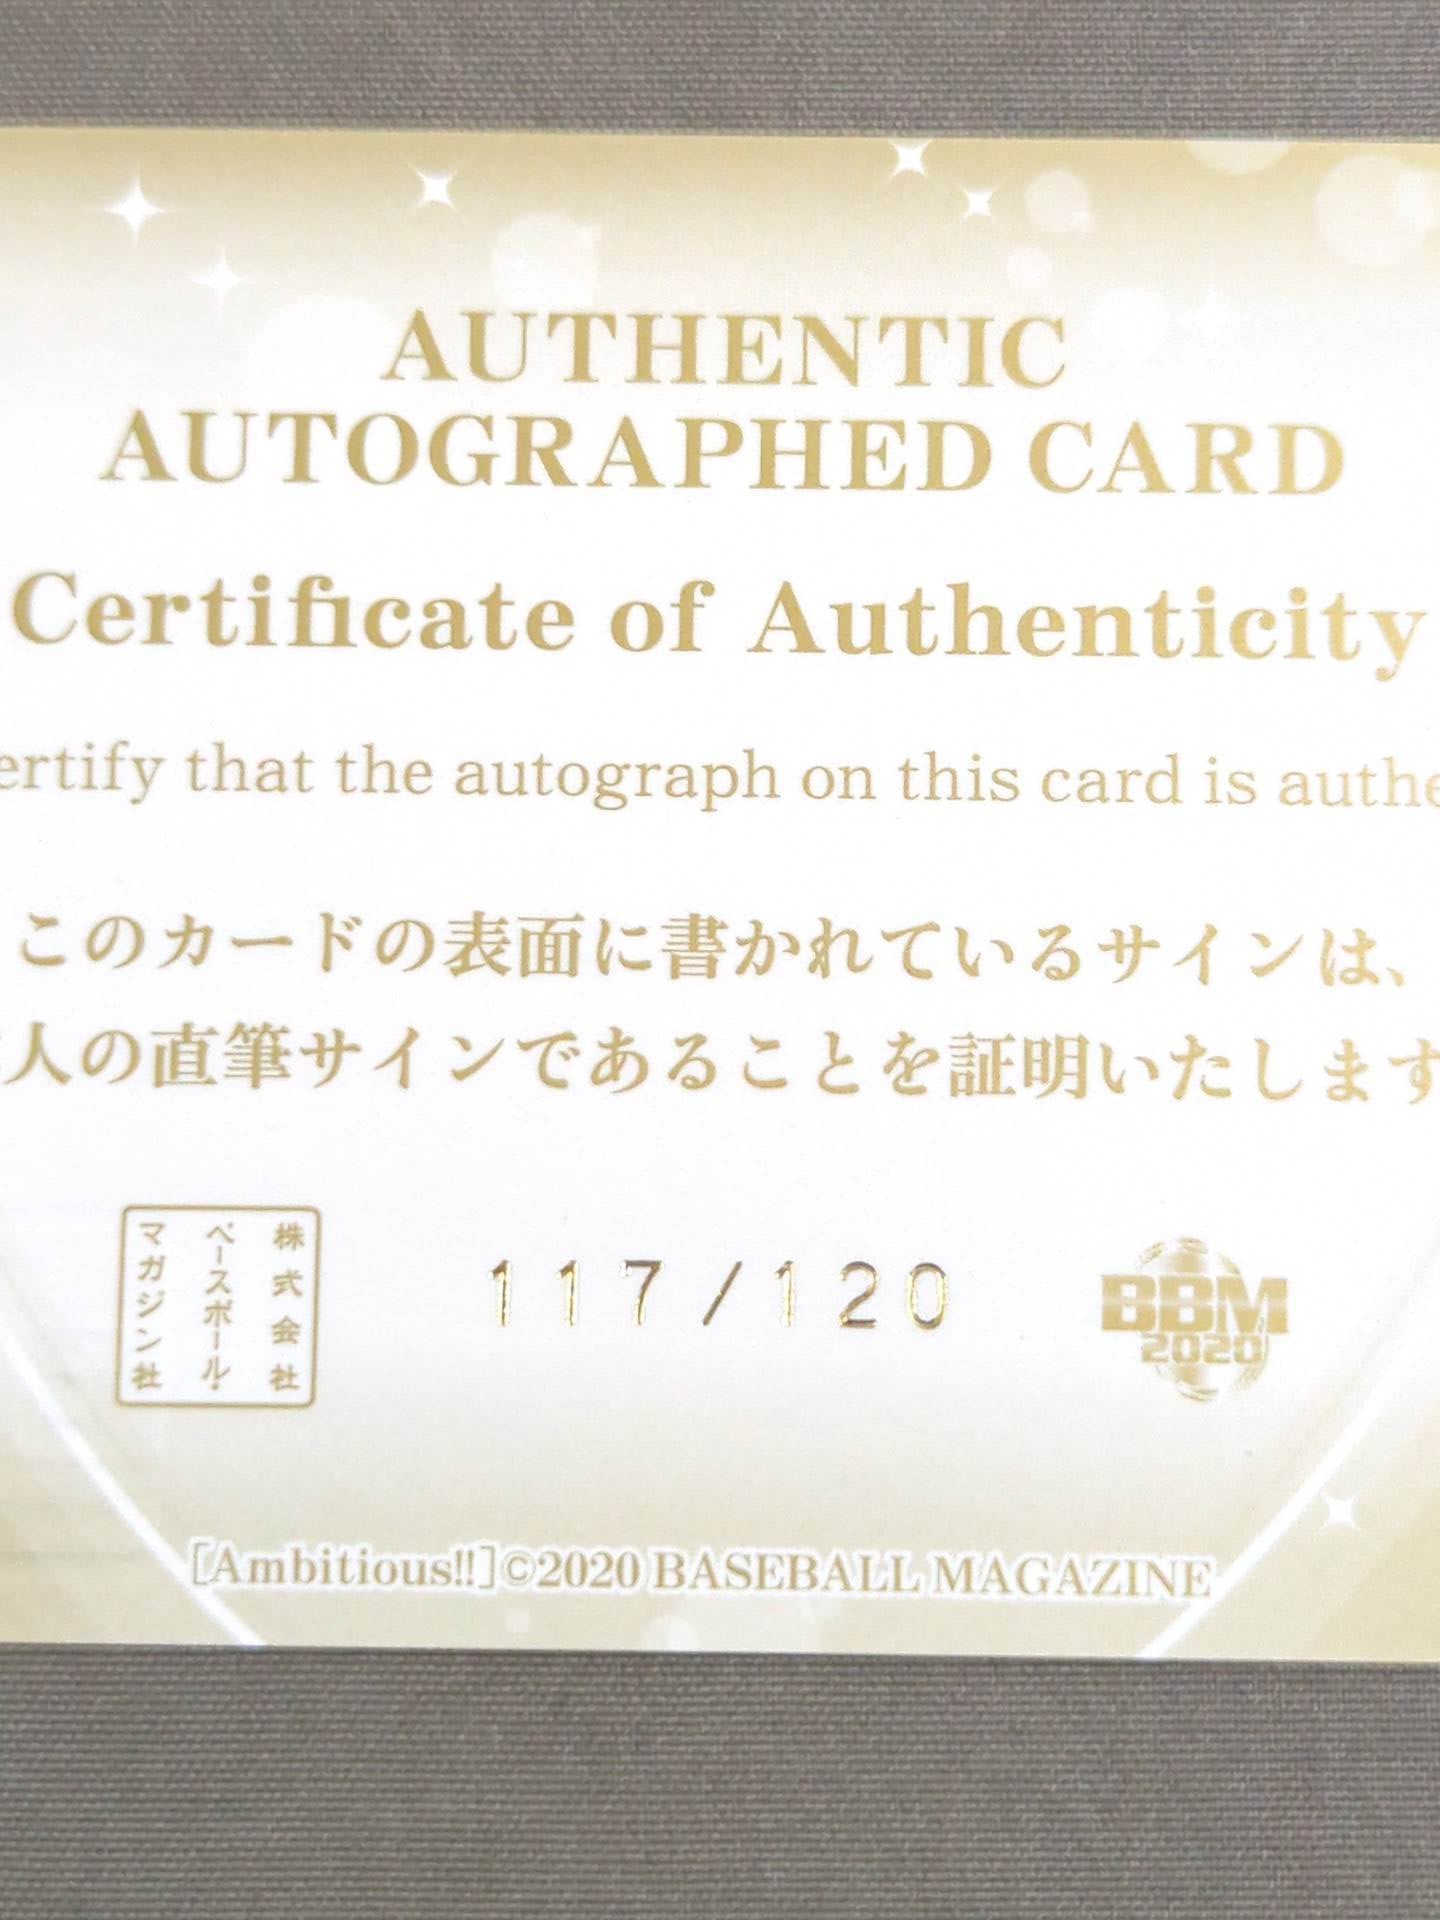 AUTHENTIC
AUTOGRAPHED CARD
Certificate of Authenticity
ertify that the autograph on this card is authe
このカードの表面に書かれているサインは、
人の直筆サインであることを証明いたします
株式会社
ベースボール・
マガジン社
117/120
BBM
2020
[Ambitious!!]©2020 BASEBALL MAGAZINE